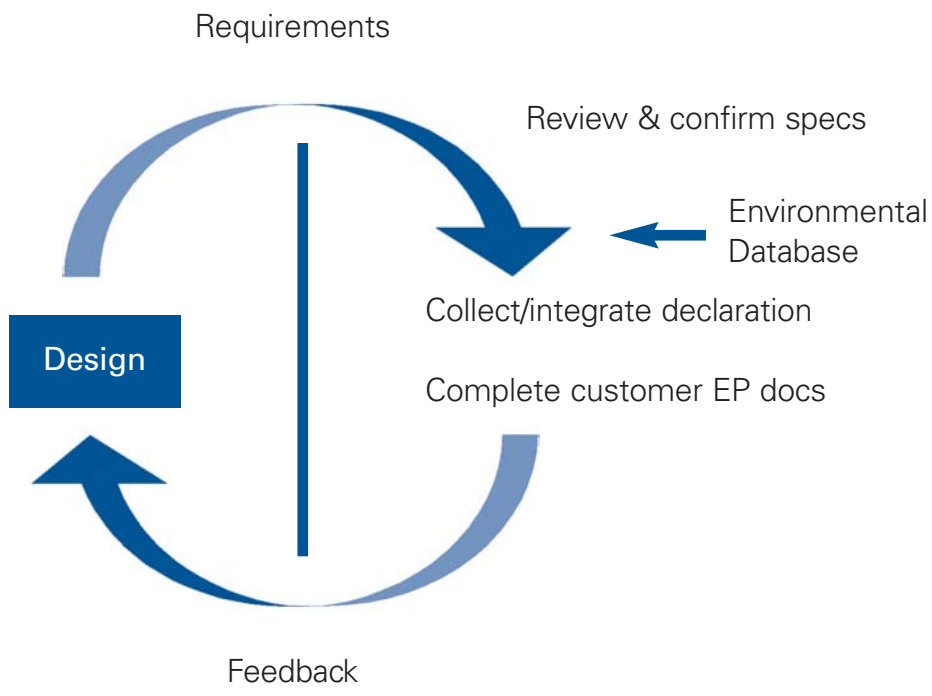 Requirements
Review & confirm specs
Environmental
Database
Collect/integrate declaration
Design
Complete customer EP docs
Feedback